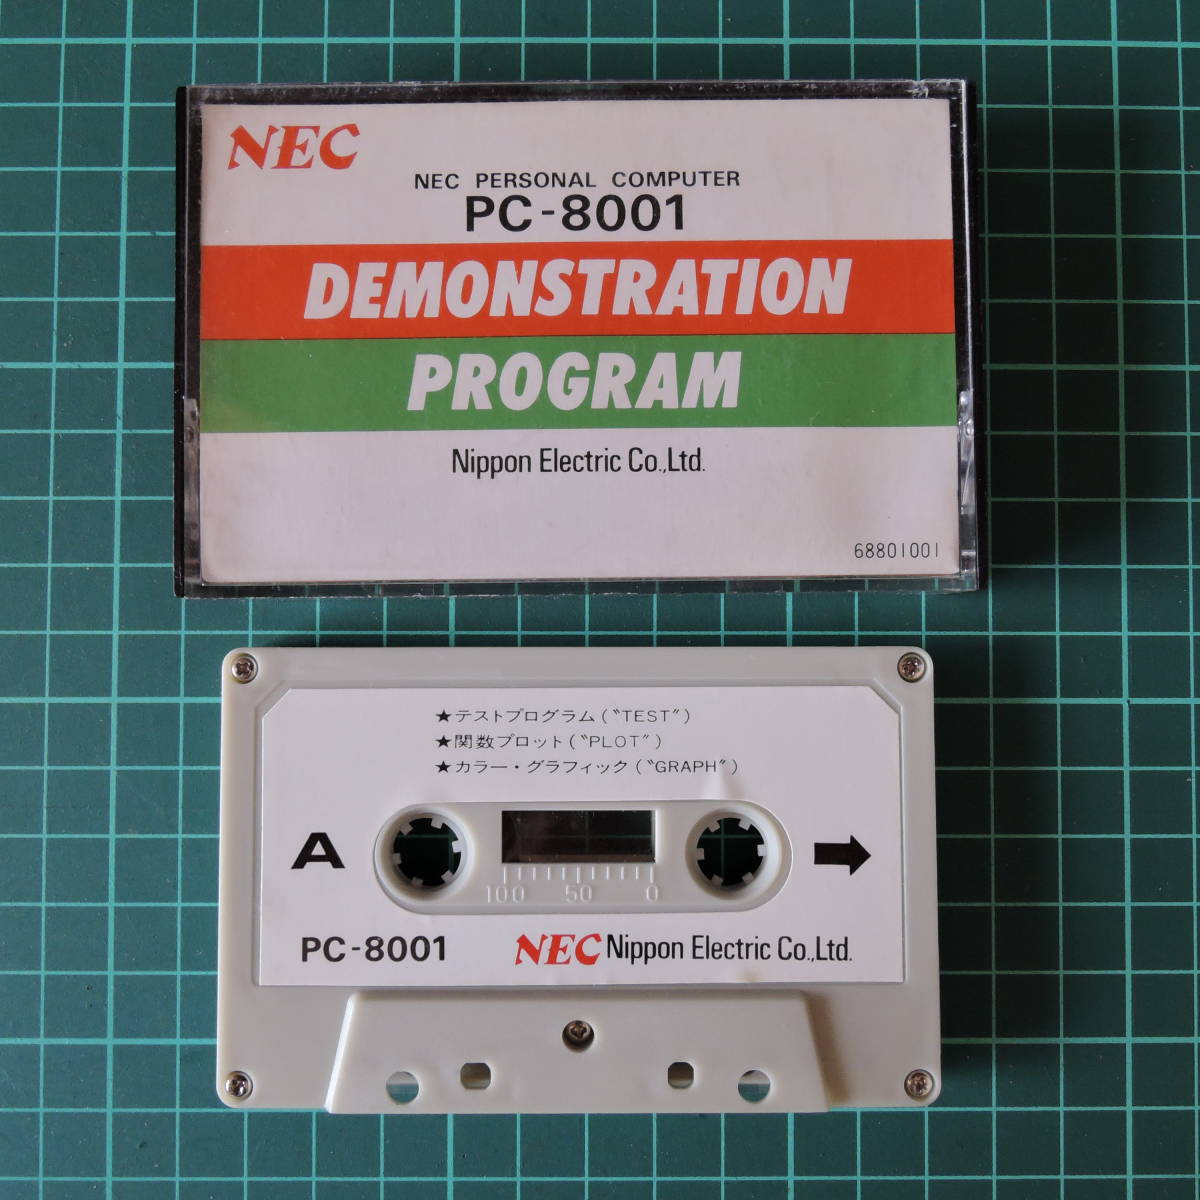 NEC
NEC PERSONAL COMPUTER
PC-8001
DEMONSTRATION
PROGRAM
Nippon Electric Co.,Ltd.
68801001
★テストプログラム(〝TEST〞)
★関数プロット(〝PLOT〞)
★カラー・グラフィック(〝GRAPH〞)
A
100 50 0
PC-8001 NEC Nippon Electric Co.,Ltd.